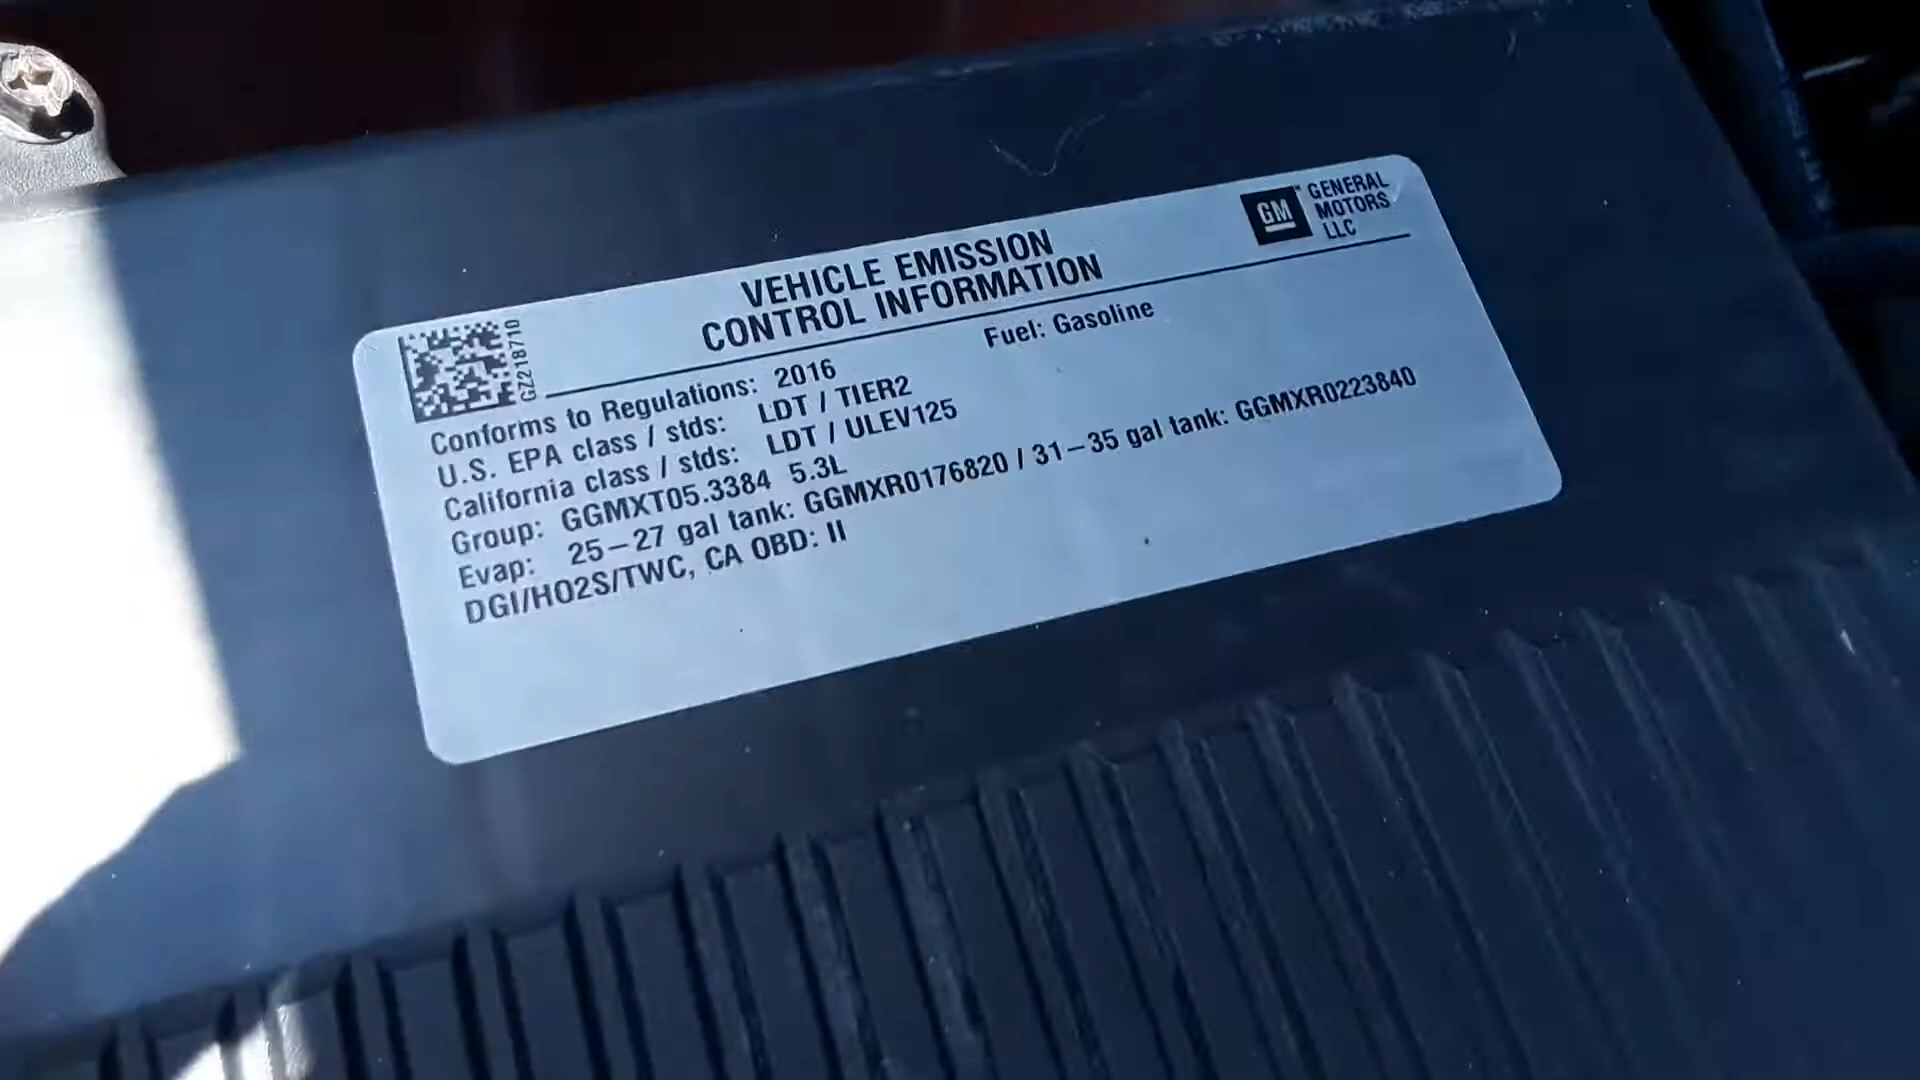 GM GENERAL
MOTORS
LLC
VEHICLE EMISSION
CONTROL INFORMATION
GZ218710
Conforms to Regulations: 2016 Fuel: Gasoline
U.S. EPA class / stds: LDT / TIER2
California class / stds: LDT / ULEV125
Group: GGMXT05.3384 5.3L
Evap: 25–27 gal tank: GGMXR0176820 / 31–35 gal tank: GGMXR0223840
DGI/HO2S/TWC, CA OBD: II